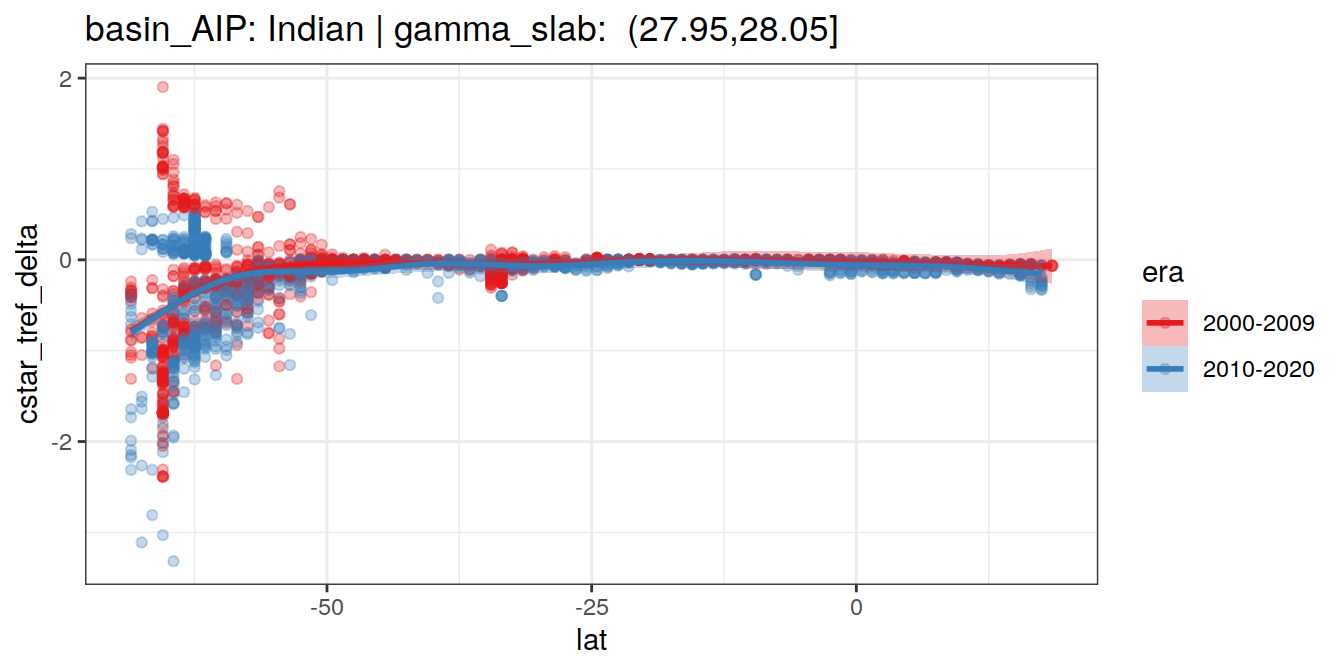 basin_AIP: Indian | gamma_slab:  (27.95,28.05]
2
0
-2
cstar_tref_delta
-50
-25
0
lat
era
2000-2009
2010-2020